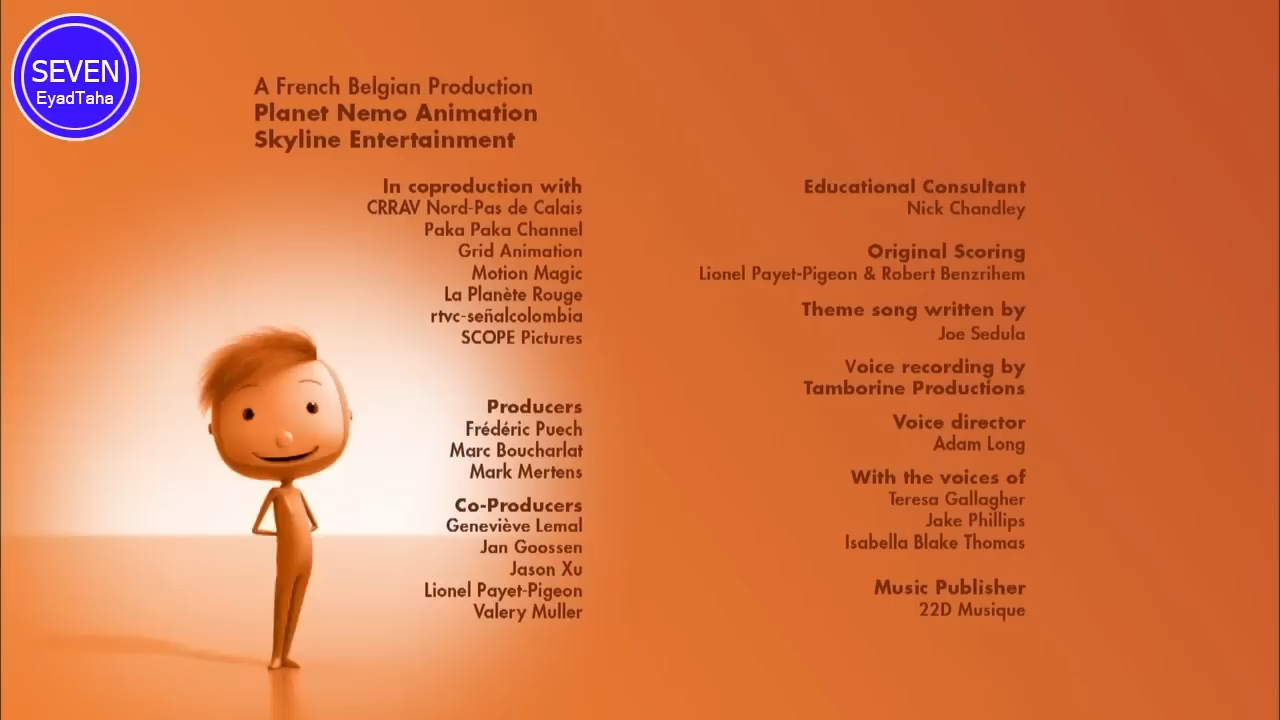 SEVEN
EyadTaha
A French Belgian Production
Planet Nemo Animation
Skyline Entertainment
In coproduction with
CRRAV Nord-Pas de Calais
Paka Paka Channel
Grid Animation
Motion Magic
La Planète Rouge
rtvc-señalcolombia
SCOPE Pictures
Producers
Frédéric Puech
Marc Boucharlat
Mark Mertens
Co-Producers
Geneviève Lemal
Jan Goossen
Jason Xu
Lionel Payet-Pigeon
Valery Muller
Educational Consultant
Nick Chandley
Original Scoring
Lionel Payet-Pigeon & Robert Benzrihem
Theme song written by
Joe Sedula
Voice recording by
Tamborine Productions
Voice director
Adam Long
With the voices of
Teresa Gallagher
Jake Phillips
Isabella Blake Thomas
Music Publisher
22D Musique